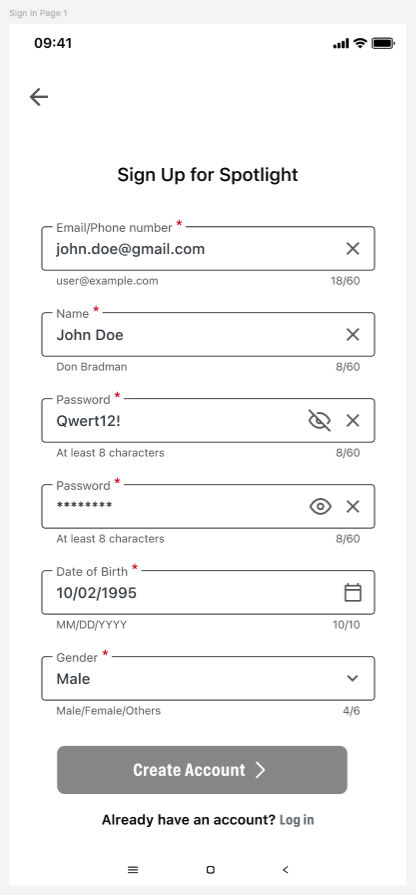 Sign In Page 1
09:41
Sign Up for Spotlight
Email/Phone number *
john.doe@gmail.com
user@example.com 18/60
Name *
John Doe
Don Bradman 8/60
Password *
Qwert12!
At least 8 characters 8/60
Password *
********
At least 8 characters 8/60
Date of Birth *
10/02/1995
MM/DD/YYYY 10/10
Gender *
Male
Male/Female/Others 4/6
Create Account
Already have an account? Log in